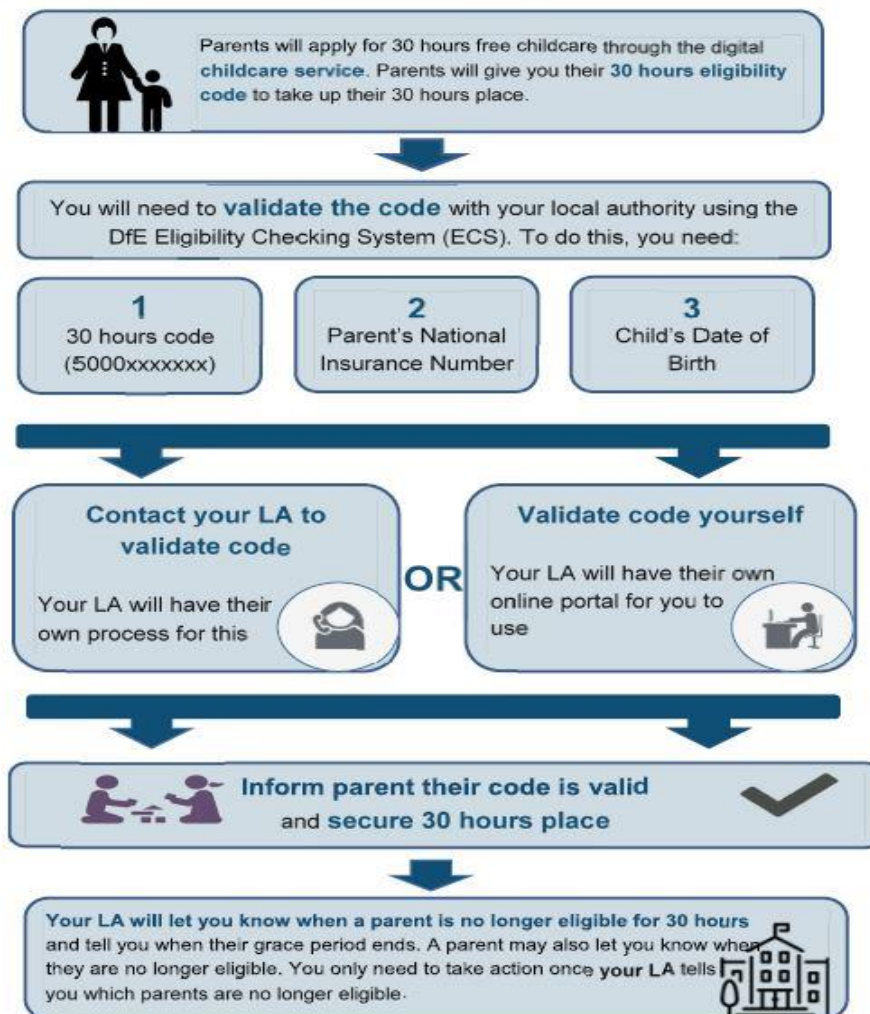 Parents will apply for 30 hours free childcare through the digital
childcare service. Parents will give you their 30 hours eligibility
code to take up their 30 hours place.
You will need to validate the code with your local authority using the
DfE Eligibility Checking System (ECS). To do this, you need:
1
30 hours code
(5000xxxxxxx)
2
Parent's National
Insurance Number
3
Child's Date of
Birth
Contact your LA to
validate code
Your LA will have their
own process for this
OR
Validate code yourself
Your LA will have their own
online portal for you to
use
Inform parent their code is valid
and secure 30 hours place
Your LA will let you know when a parent is no longer eligible for 30 hours
and tell you when their grace period ends. A parent may also let you know when
they are no longer eligible. You only need to take action once your LA tells
you which parents are no longer eligible.